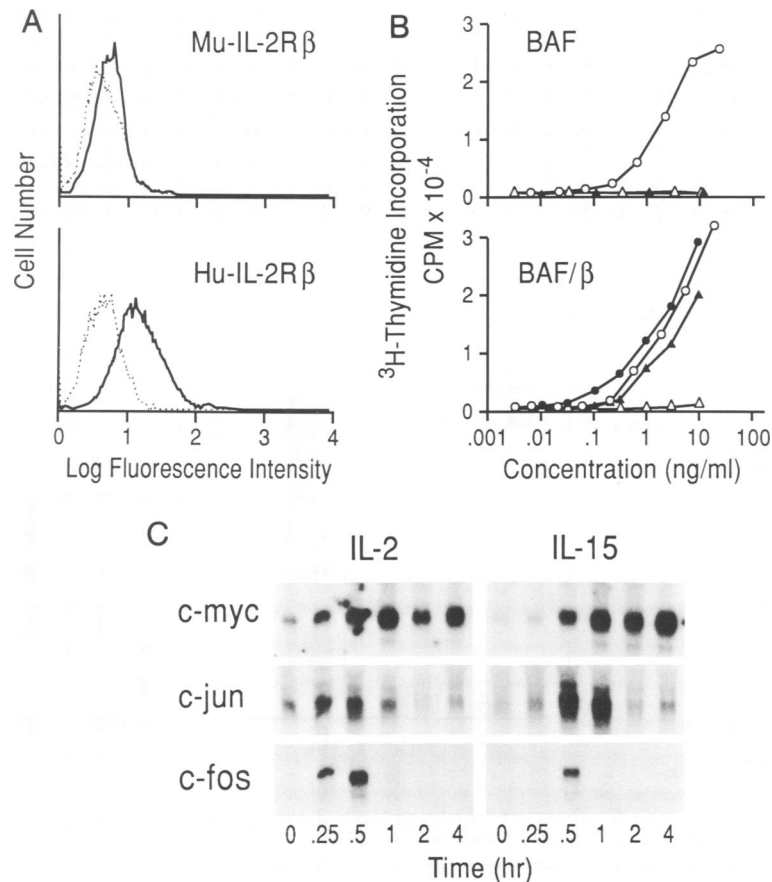 A
Mu-IL-2Rβ
Hu-IL-2Rβ
Cell Number
0 1 2 3 4
Log Fluorescence Intensity
B
BAF
3
2
1
0
BAF/β
3
2
1
0
³H-Thymidine Incorporation
CPM x 10⁻⁴
.001 .01 .1 1 10 100
Concentration (ng/ml)
C
IL-2 IL-15
c-myc
c-jun
c-fos
0 .25 .5 1 2 4 0 .25 .5 1 2 4
Time (hr)